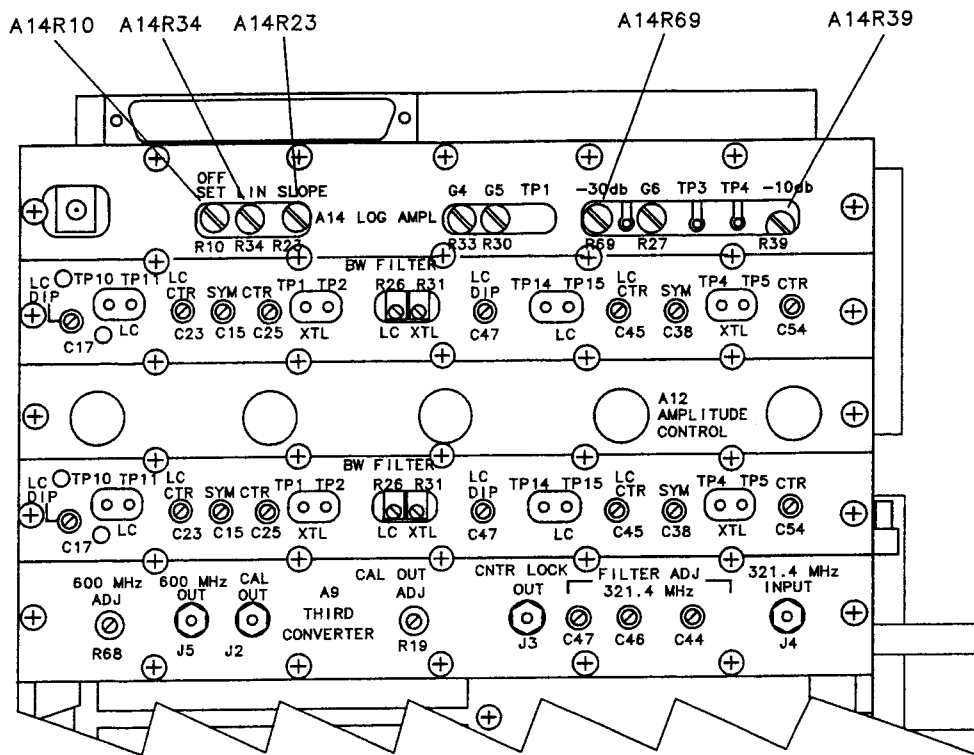 A14R10 A14R34 A14R23 A14R69 A14R39
OFF
SET LIN SLOPE G4 G5 TP1 -30db G6 TP3 TP4 -10db
A14 LOG AMPL
R10 R34 R23 R33 R30 R69 R27 R39
BW FILTER
LC
DIP TP10 TP11 LC
CTR SYM CTR TP1 TP2 R26 R31 LC
DIP TP14 TP15 LC
CTR SYM TP4 TP5 CTR
C17 LC C23 C15 C25 XTL LC XTL C47 LC C45 C38 XTL C54
A12
AMPLITUDE
CONTROL
BW FILTER
LC
DIP TP10 TP11 LC
CTR SYM CTR TP1 TP2 R26 R31 LC
DIP TP14 TP15 LC
CTR SYM TP4 TP5 CTR
C17 LC C23 C15 C25 XTL LC XTL C47 LC C45 C38 XTL C54
600 MHz
ADJ 600 MHz
OUT CAL
OUT A9
THIRD
CONVERTER CAL OUT
ADJ CNTR LOCK
OUT FILTER ADJ
321.4 MHz 321.4 MHz
INPUT
R68 J5 J2 R19 J3 C47 C46 C44 J4